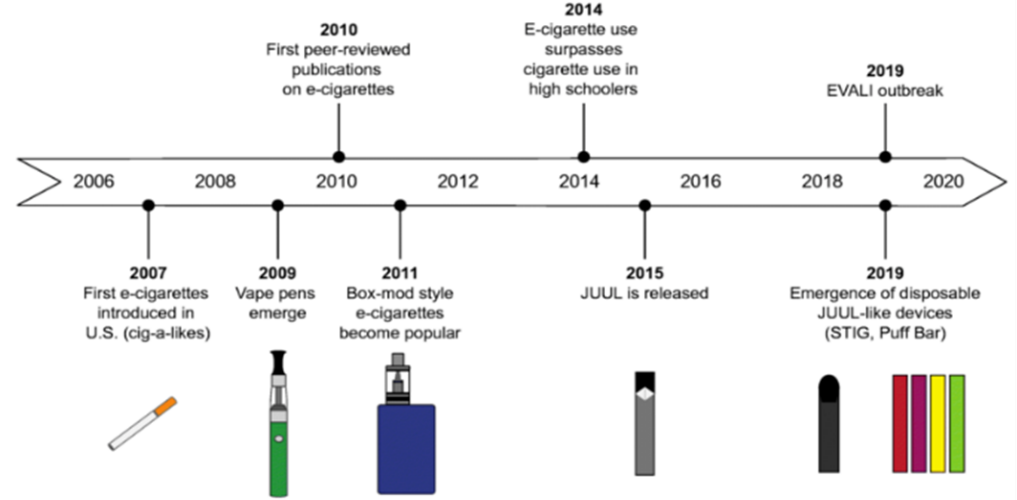 2010
First peer-reviewed
publications
on e-cigarettes
2014
E-cigarette use
surpasses
cigarette use in
high schoolers
2019
EVALI outbreak
2006 2008 2010 2012 2014 2016 2018 2020
2007
First e-cigarettes
introduced in
U.S. (cig-a-likes)
2009
Vape pens
emerge
2011
Box-mod style
e-cigarettes
become popular
2015
JUUL is released
2019
Emergence of disposable
JUUL-like devices
(STIG, Puff Bar)